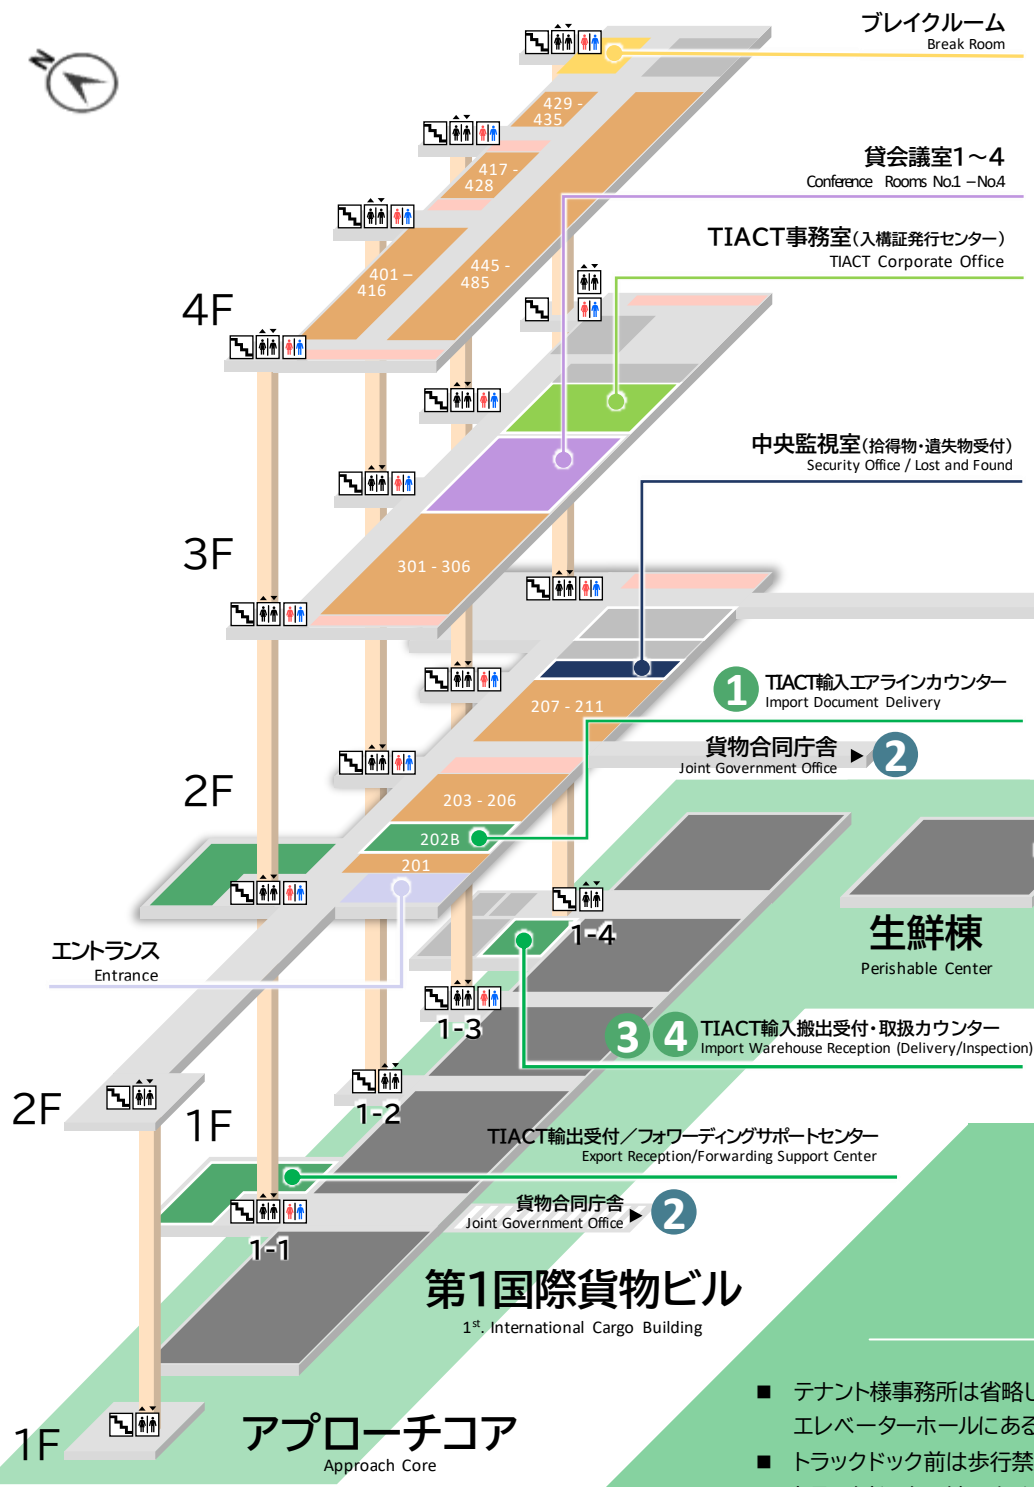 N
ブレイクルーム
Break Room
429 -
435
417 -
428
貸会議室1～4
Conference Rooms No.1 –No4
TIACT事務室(入構証発行センター)
TIACT Corporate Office
401 –
416
445 -
485
4F
中央監視室(拾得物・遺失物受付)
Security Office / Lost and Found
3F
301 - 306
1 TIACT輸入エアラインカウンター
Import Document Delivery
207 - 211
貨物合同庁舎
Joint Government Office ▶ 2
2F
203 - 206
202B
201
エントランス
Entrance
1-4
生鮮棟
Perishable Center
1-3
3 4 TIACT輸入搬出受付・取扱カウンター
Import Warehouse Reception (Delivery/Inspection)
2F
1-2
1F
TIACT輸出受付／フォワーディングサポートセンター
Export Reception/Forwarding Support Center
貨物合同庁舎
Joint Government Office ▶ 2
1-1
第1国際貨物ビル
1st. International Cargo Building
■ テナント様事務所は省略し
エレベーターホールにある
■ トラックドック前は歩行禁
1F
アプローチコア
Approach Core